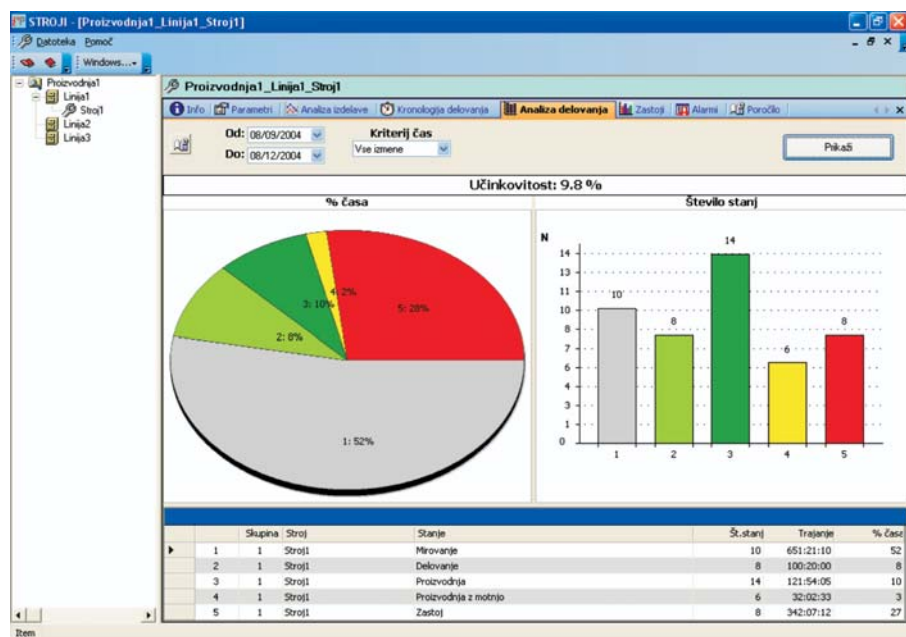 STROJI - [Proizvodnja1_Linija1_Stroj1]
Datoteka Pomoč
Windows...
Proizvodnja1
Linija1
Stroj1
Linija2
Linija3
Proizvodnja1_Linija1_Stroj1
Info Parametri Analiza izdelave Kronologija delovanja Analiza delovanja Zastoji Alarmi Poročilo
Od: 08/09/2004 Kriterij čas
Do: 08/12/2004 Vse izmene Prikaži
Učinkovitost: 9.8 %
% časa Število stanj
4: 2%
3: 10% 5: 28%
2: 8%
1: 52%
N
14
13
11
10
8
7
6
4
3
1
0
10 8 14 6 8
1 2 3 4 5
Skupina Stroj Stanje Št.stanj Trajanje % časa
1 1 Stroj1 Mirovanje 10 651:21:10 52
2 1 Stroj1 Delovanje 8 100:20:00 8
3 1 Stroj1 Proizvodnja 14 121:54:05 10
4 1 Stroj1 Proizvodnja z motnjo 6 32:02:33 3
5 1 Stroj1 Zastoj 8 342:07:12 27
Item